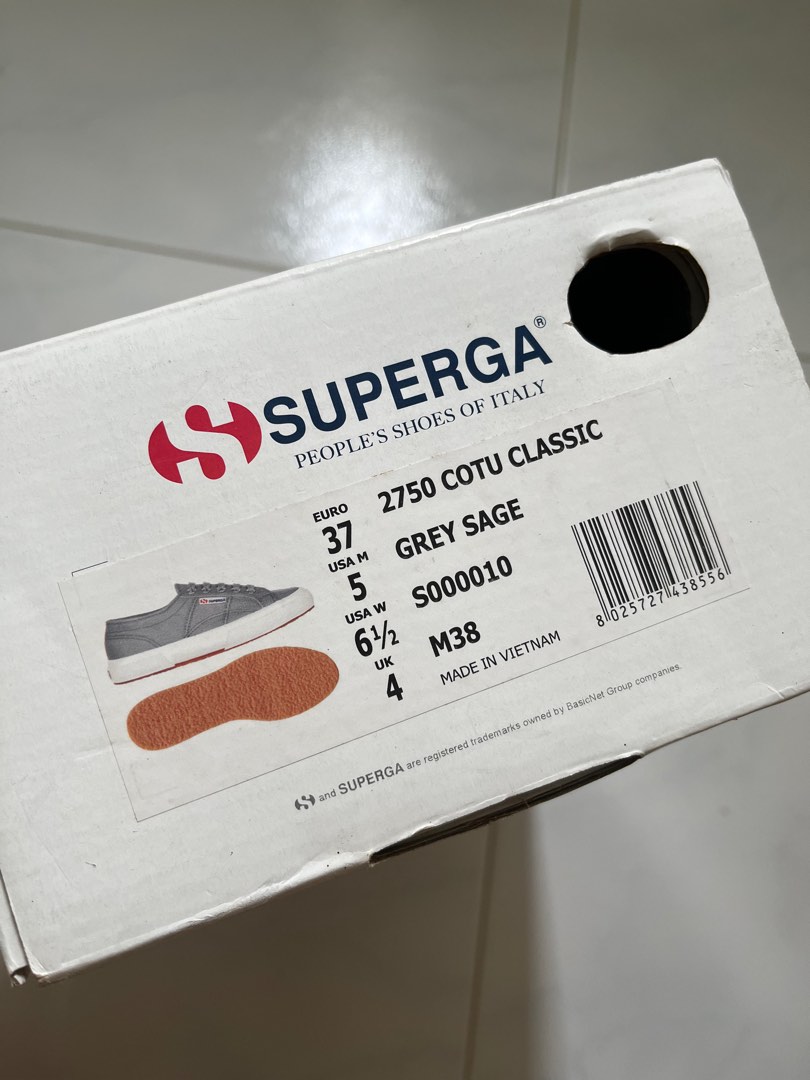 SUPERGA®
PEOPLE'S SHOES OF ITALY
EURO
37
USA M
5
USA W
6½
UK
4
2750 COTU CLASSIC
GREY SAGE
S000010
M38
MADE IN VIETNAM
8 025727 438556
and SUPERGA are registered trademarks owned by BasicNet Group companies.